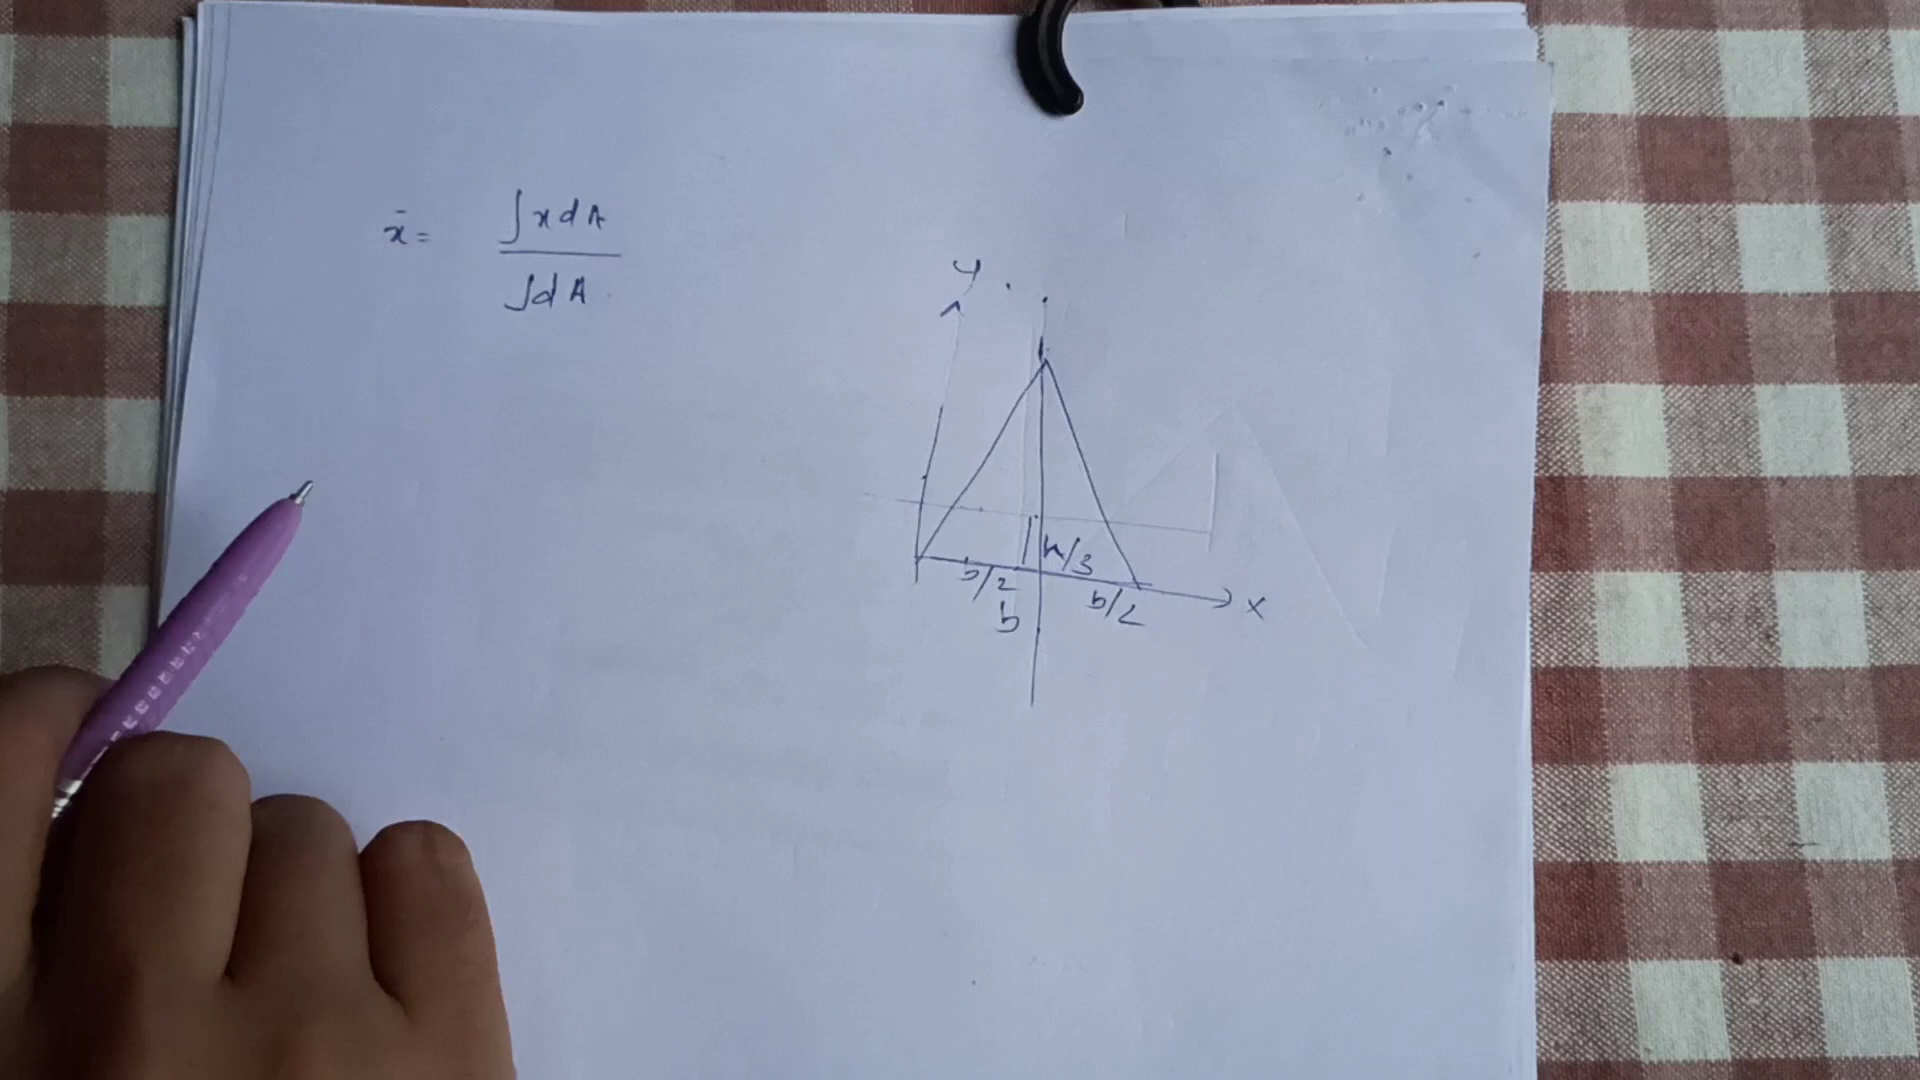 x̄ = ∫x dA / ∫dA
y
h/3
b/2
b/2
b
x